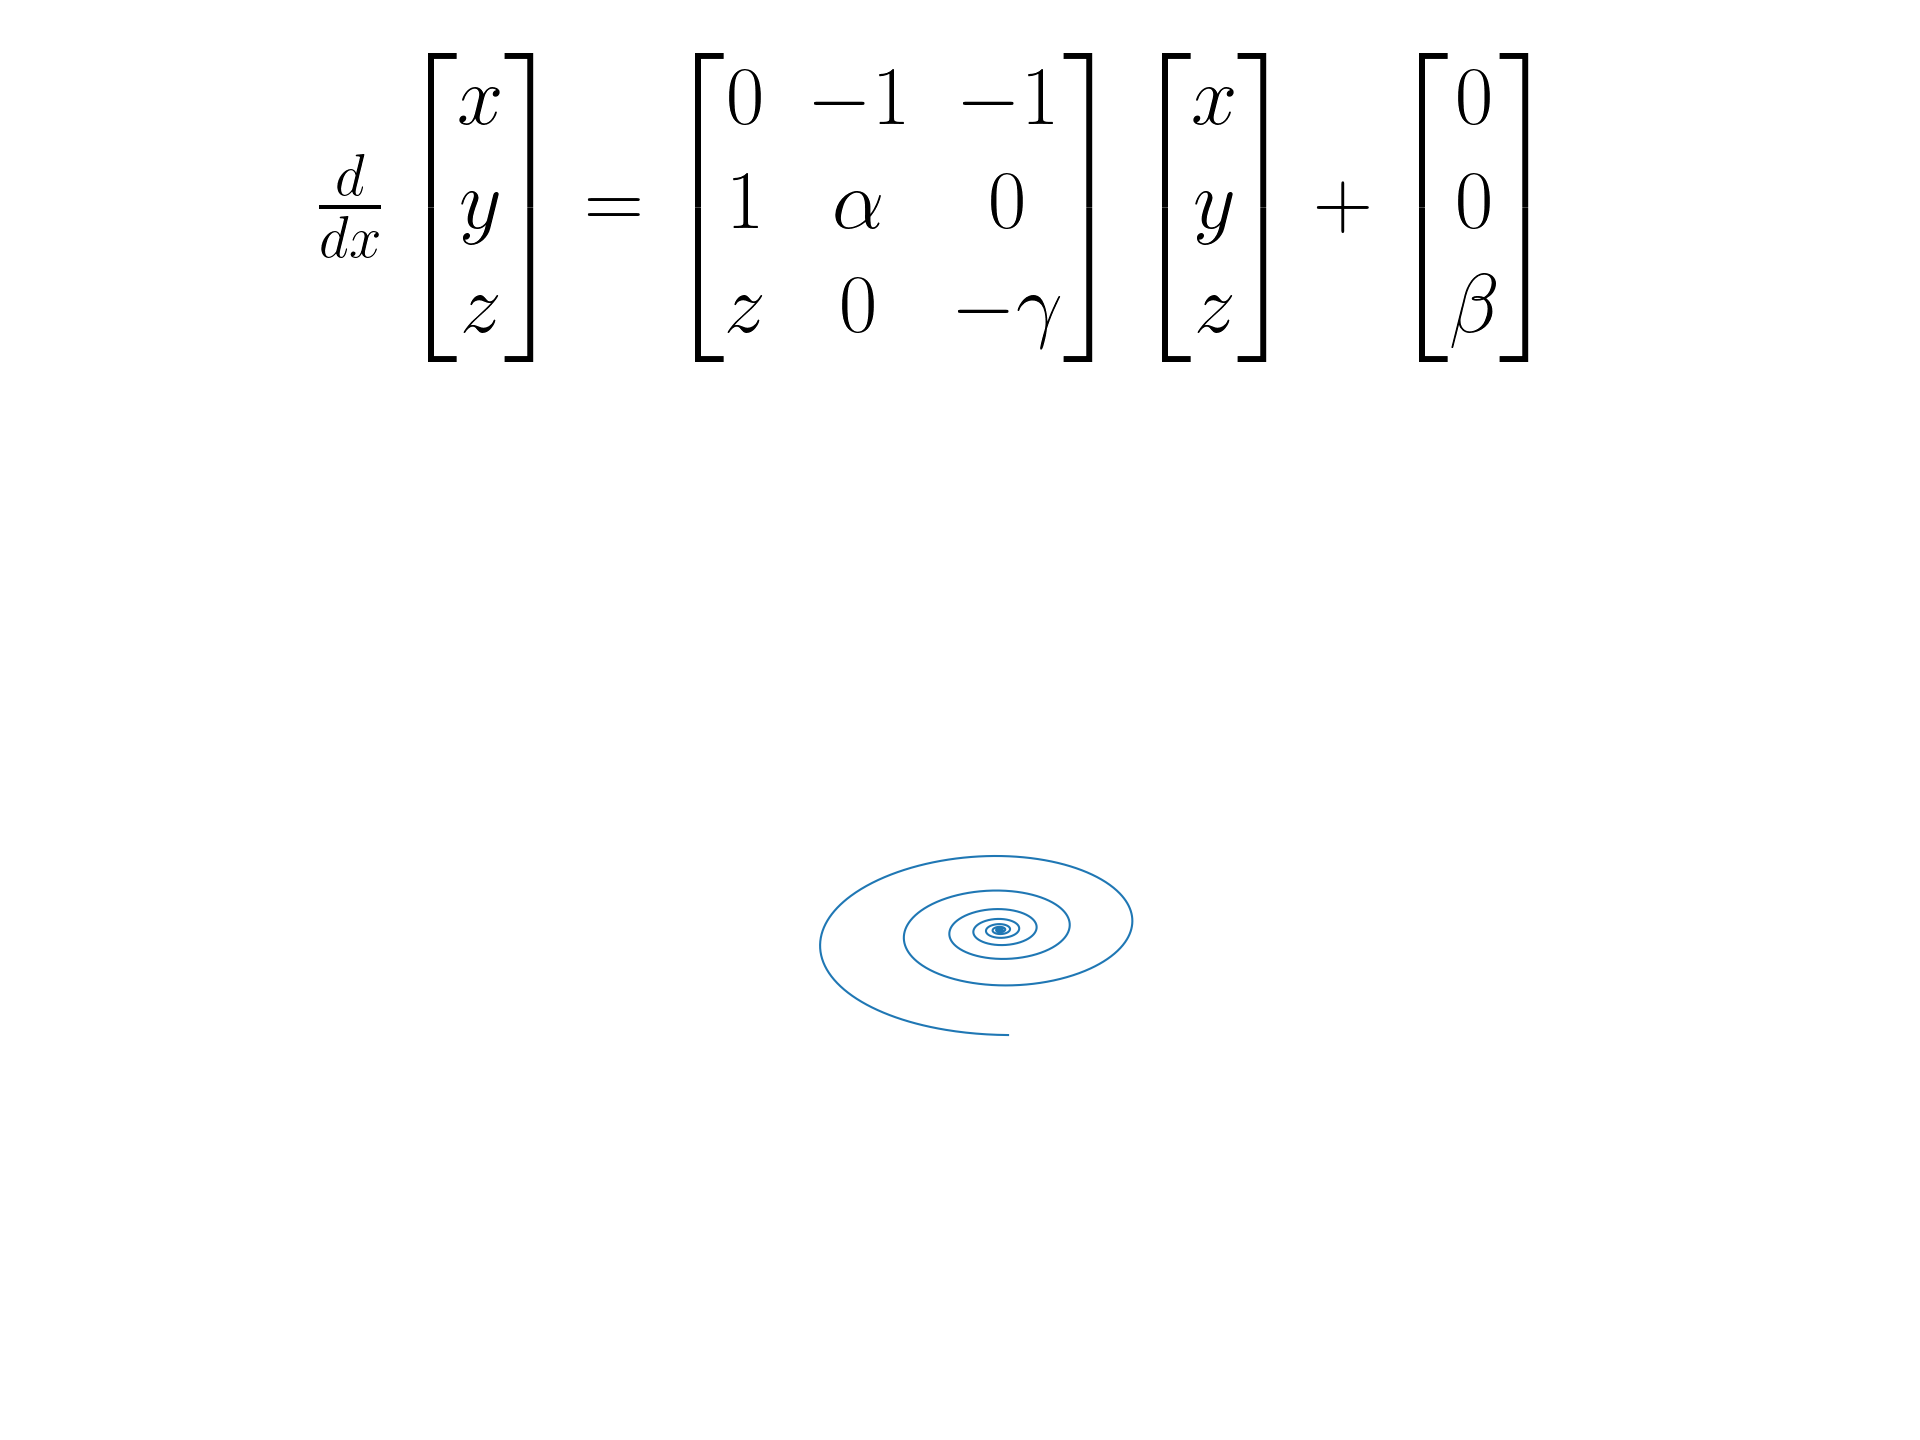 $\frac{d}{dx} \begin{bmatrix} x \\ y \\ z \end{bmatrix} = \begin{bmatrix} 0 & -1 & -1 \\ 1 & \alpha & 0 \\ z & 0 & -\gamma \end{bmatrix} \begin{bmatrix} x \\ y \\ z \end{bmatrix} + \begin{bmatrix} 0 \\ 0 \\ \beta \end{bmatrix}$